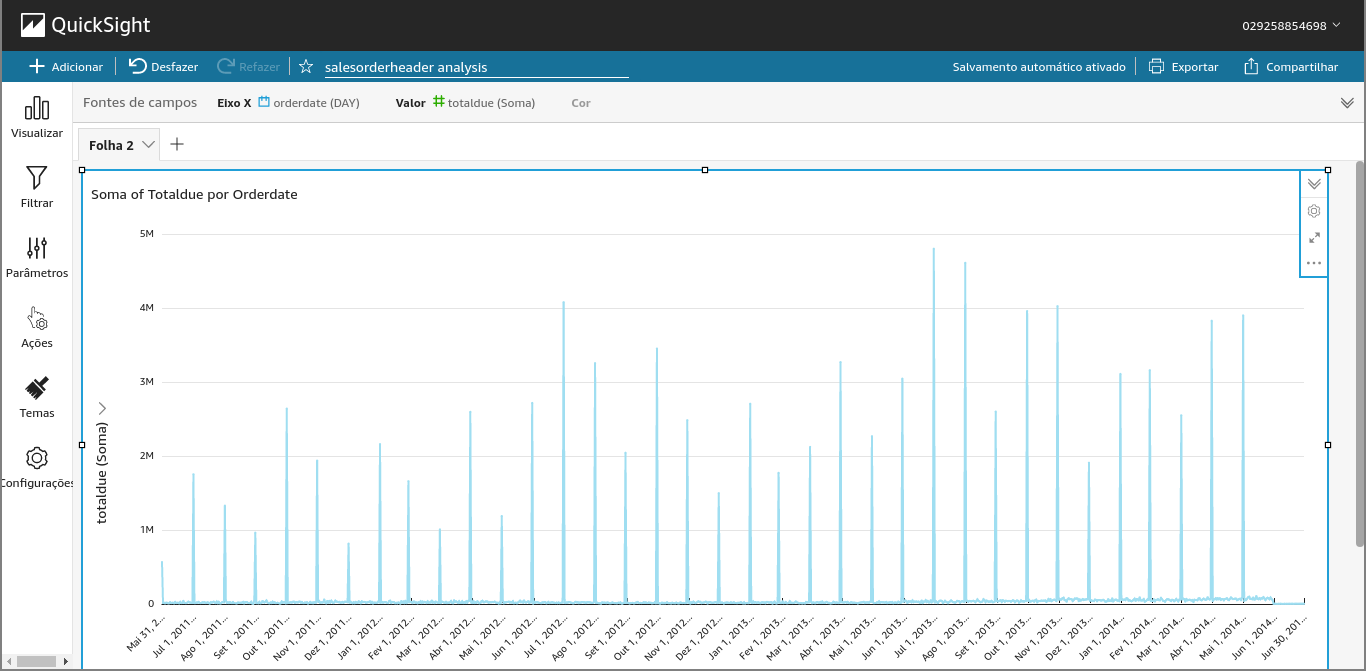 QuickSight
029258854698
Adicionar
Desfazer
Refazer
salesorderheader analysis
Salvamento automático ativado
Exportar
Compartilhar
Fontes de campos
Eixo X
orderdate (DAY)
Valor
totaldue (Soma)
Cor
Visualizar
Filtrar
Parâmetros
Ações
Temas
Configurações
Folha 2
Soma of Totaldue por Orderdate
totaldue (Soma)
5M
4M
3M
2M
1M
0
Mai 31, 2...
Jul 1, 2011...
Ago 1, 2011...
Set 1, 2011...
Out 1, 2011...
Nov 1, 2011...
Dez 1, 2011...
Jan 1, 2012...
Fev 1, 2012...
Mar 1, 2012...
Abr 1, 2012...
Mai 1, 2012...
Jun 1, 2012...
Jul 1, 2012...
Ago 1, 2012...
Set 1, 2012...
Out 1, 2012...
Nov 1, 2012...
Dez 1, 2012...
Jan 1, 2013...
Fev 1, 2013...
Mar 1, 2013...
Abr 1, 2013...
Mai 1, 2013...
Jun 1, 2013...
Jul 1, 2013...
Ago 1, 2013...
Set 1, 2013...
Out 1, 2013...
Nov 1, 2013...
Dez 1, 2013...
Jan 1, 2014...
Fev 1, 2014...
Mar 1, 2014...
Abr 1, 2014...
Mai 1, 2014...
Jun 1, 2014...
Jun 30, 201...